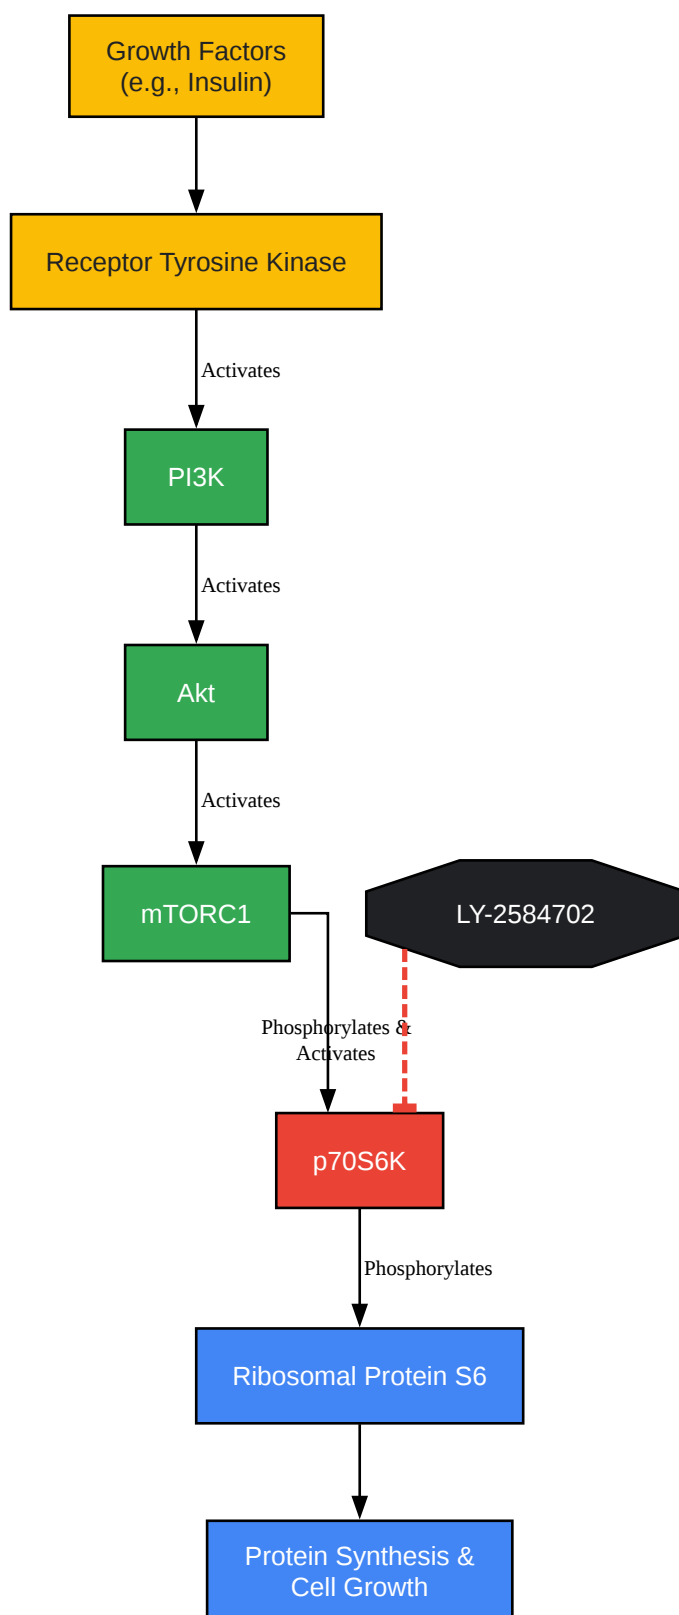 Growth Factors
(e.g., Insulin)
Receptor Tyrosine Kinase
Activates
PI3K
Activates
Akt
Activates
mTORC1
LY-2584702
Phosphorylates &
Activates
p70S6K
Phosphorylates
Ribosomal Protein S6
Protein Synthesis &
Cell Growth